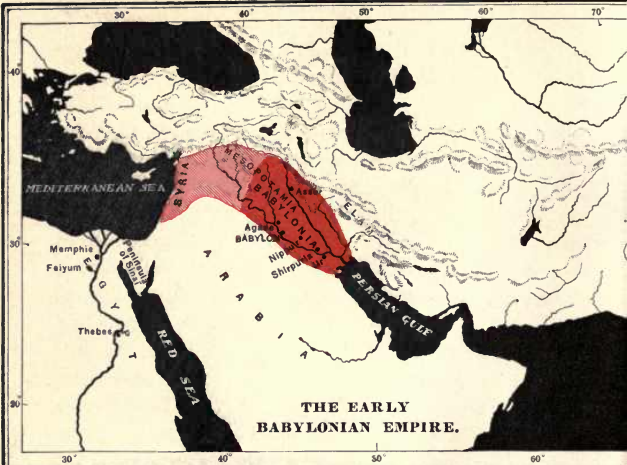 30°
40°
50°
60°
70°
40
MEDITERRANEAN SEA
SYRIA
MESOPOTAMIA
BABYLONIA
Assur
ELAM
Agade
BABYLON
Nippur
Shirpurla
30
Memphis
Faiyum
Peninsula
of Sinai
EGYPT
Thebes
ARABIA
PERSIAN GULF
RED SEA
20
THE EARLY
BABYLONIAN EMPIRE.
30°
40°
50°
60°